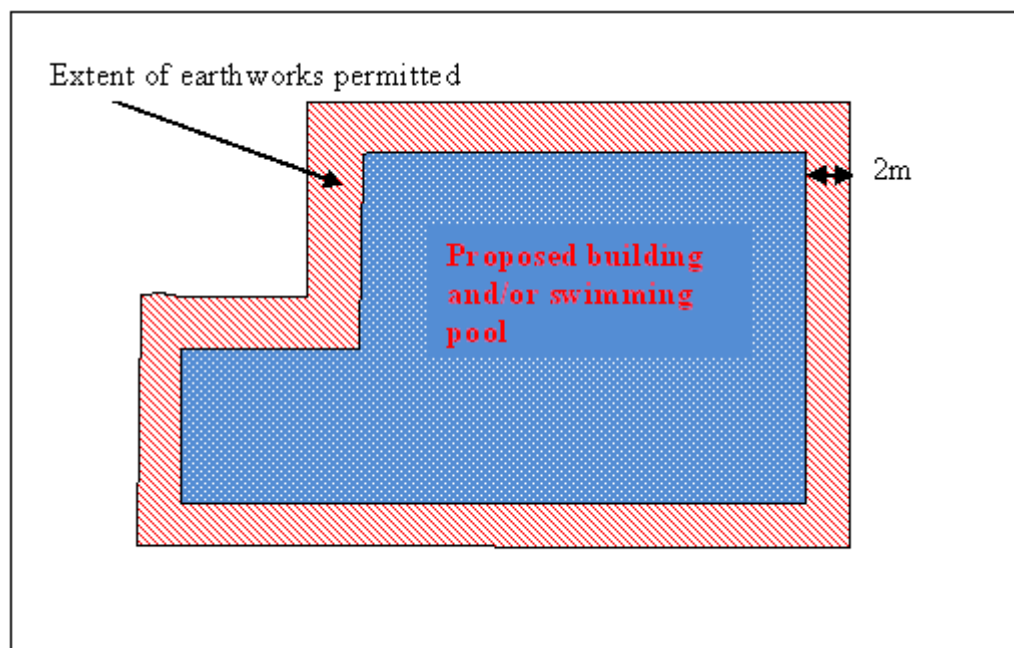 Extent of earthworks permitted
2m
Proposed building
and/or swimming
pool